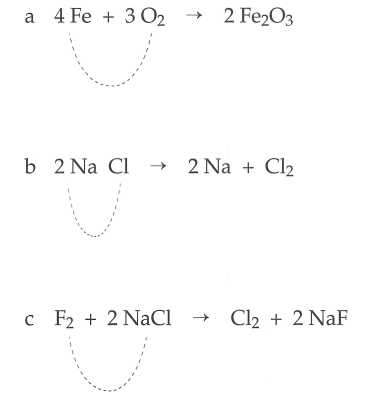 a 4 Fe + 3 O₂ → 2 Fe₂O₃
b 2 Na Cl → 2 Na + Cl₂
c F₂ + 2 NaCl → Cl₂ + 2 NaF